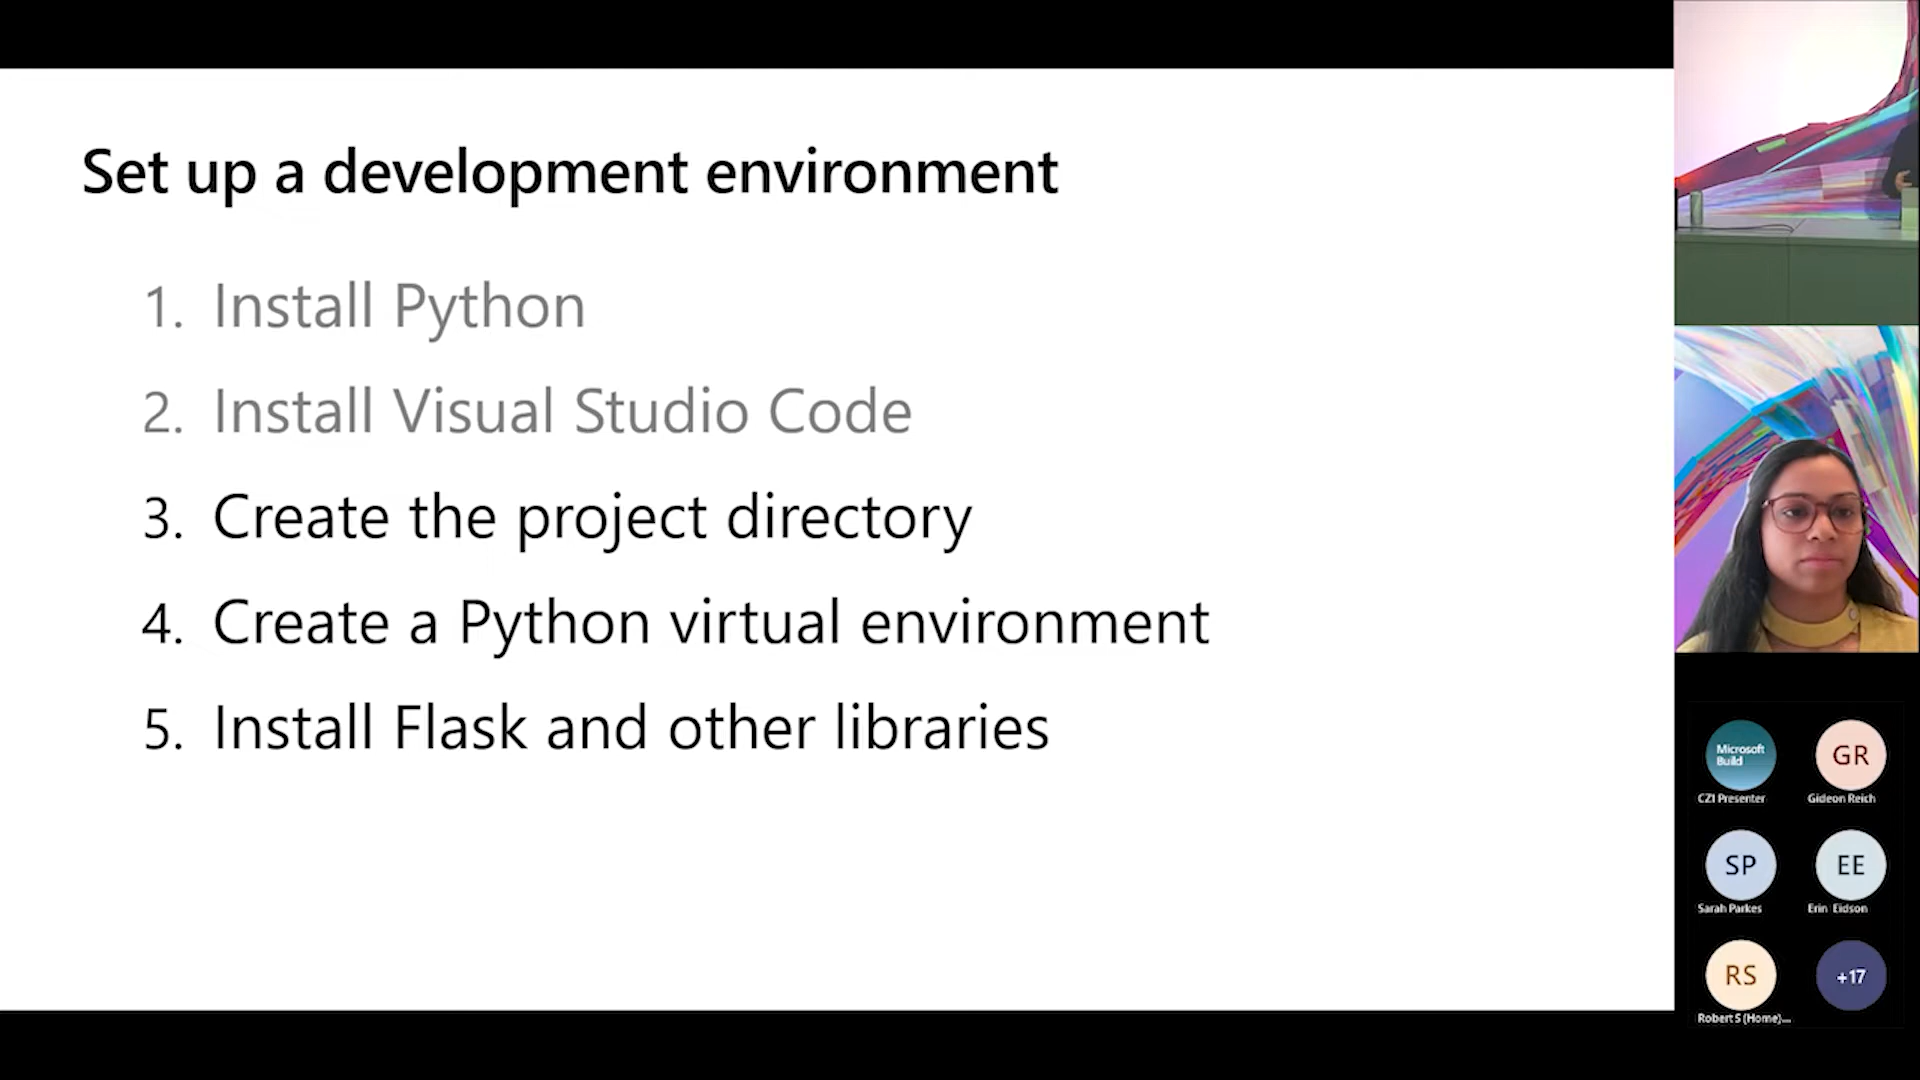 Set up a development environment
1. Install Python
2. Install Visual Studio Code
3. Create the project directory
4. Create a Python virtual environment
5. Install Flask and other libraries
Microsoft
Build
GR
CZI Presenter
Gideon Reich
SP
EE
Sarah Parkes
Erin Eidson
RS
+17
Robert S (Home)...